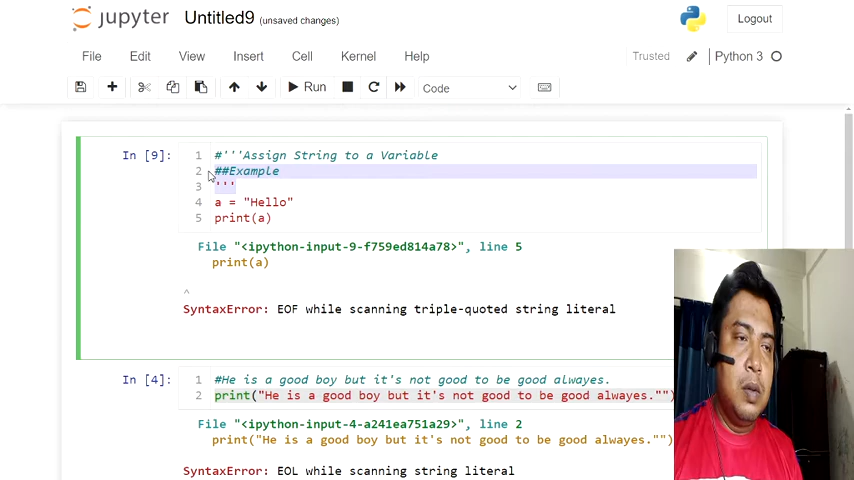 jupyter Untitled9 (unsaved changes) Logout
File Edit View Insert Cell Kernel Help Trusted Python 3
Run Code
In [9]: 1 #'''Assign String to a Variable
2 ##Example
3 '''
4 a = "Hello"
5 print(a)
File "<ipython-input-9-f759ed814a78>", line 5
print(a)
^
SyntaxError: EOF while scanning triple-quoted string literal
In [4]: 1 #He is a good boy but it's not good to be good alwayes.
2 print("He is a good boy but it's not good to be good alwayes."")
File "<ipython-input-4-a241ea751a29>", line 2
print("He is a good boy but it's not good to be good alwayes."")
SyntaxError: EOL while scanning string literal